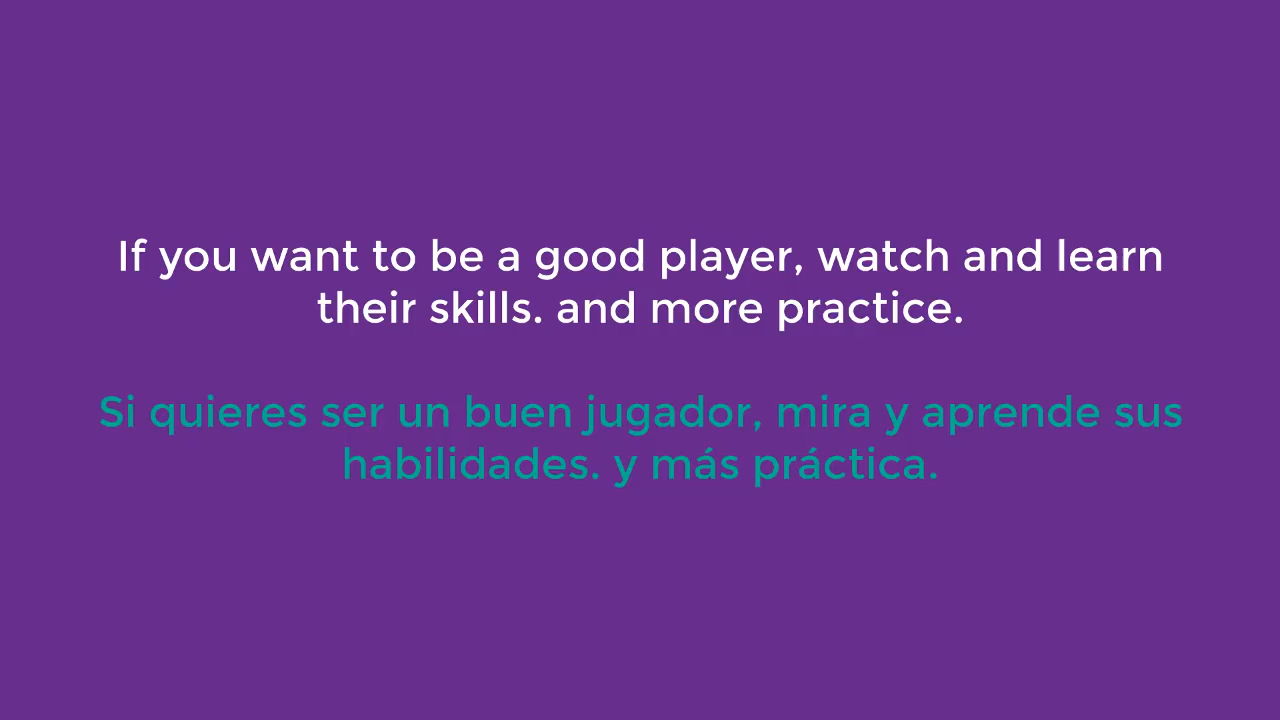 If you want to be a good player, watch and learn
their skills. and more practice.
Si quieres ser un buen jugador, mira y aprende sus
habilidades. y más práctica.